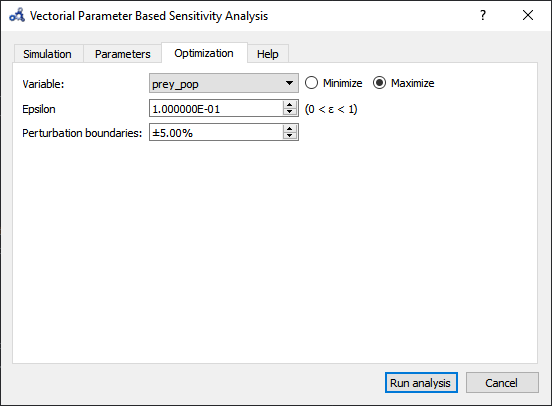 Vectorial Parameter Based Sensitivity Analysis
Simulation Parameters Optimization Help
Variable: prey_pop Minimize Maximize
Epsilon 1.000000E-01 (0 < ε < 1)
Perturbation boundaries: ±5.00%
Run analysis Cancel